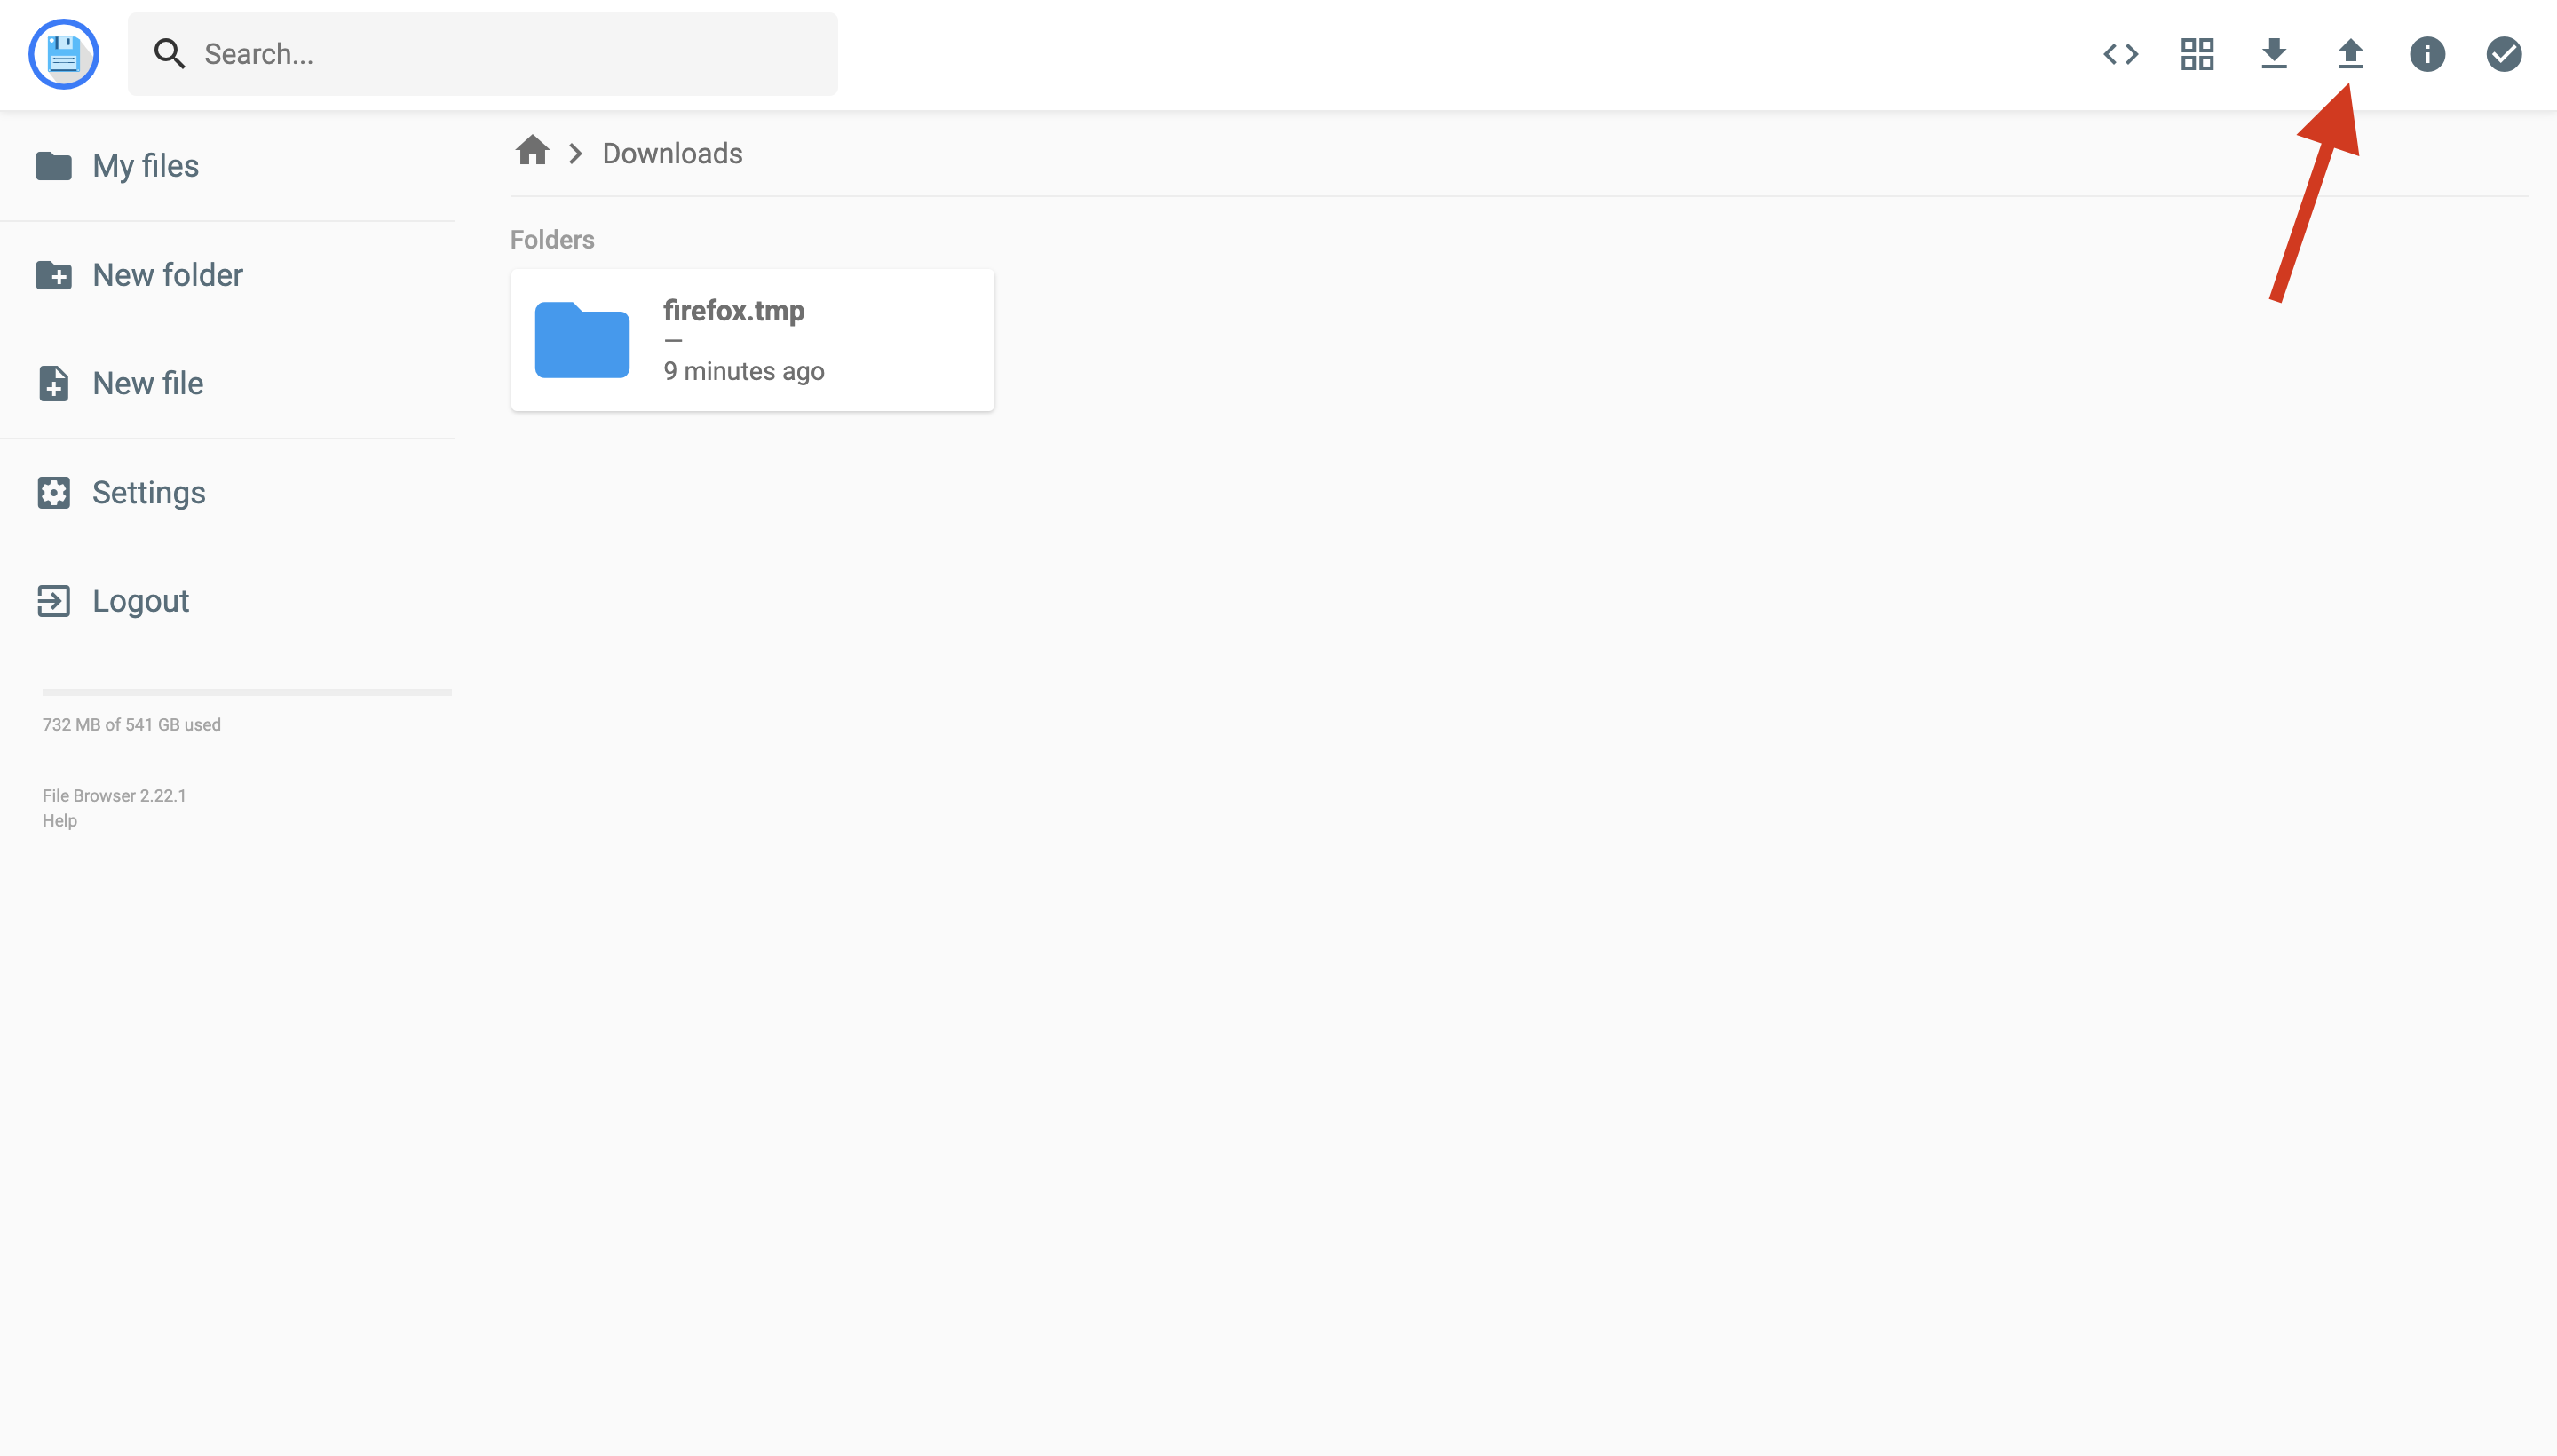 Search...
My files
New folder
New file
Settings
Logout
732 MB of 541 GB used
File Browser 2.22.1
Help
Downloads
Folders
firefox.tmp
—
9 minutes ago